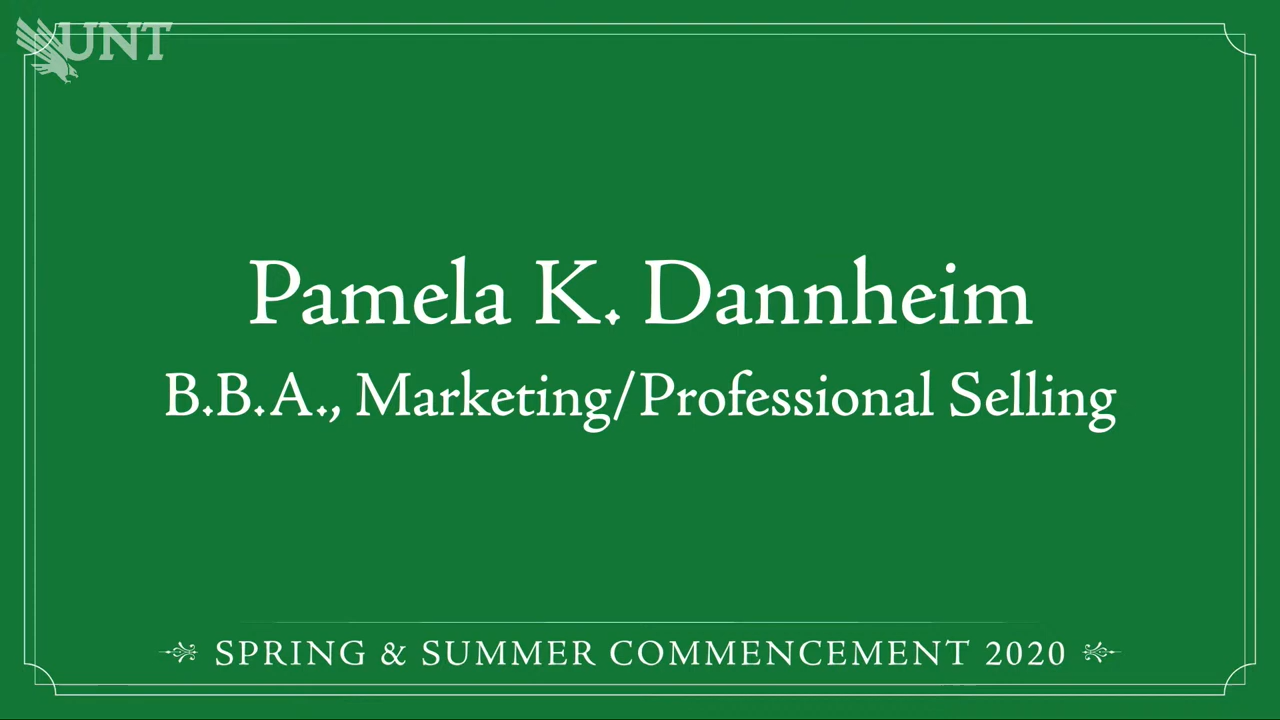 UNT
Pamela K. Dannheim
B.B.A., Marketing/Professional Selling
SPRING & SUMMER COMMENCEMENT 2020